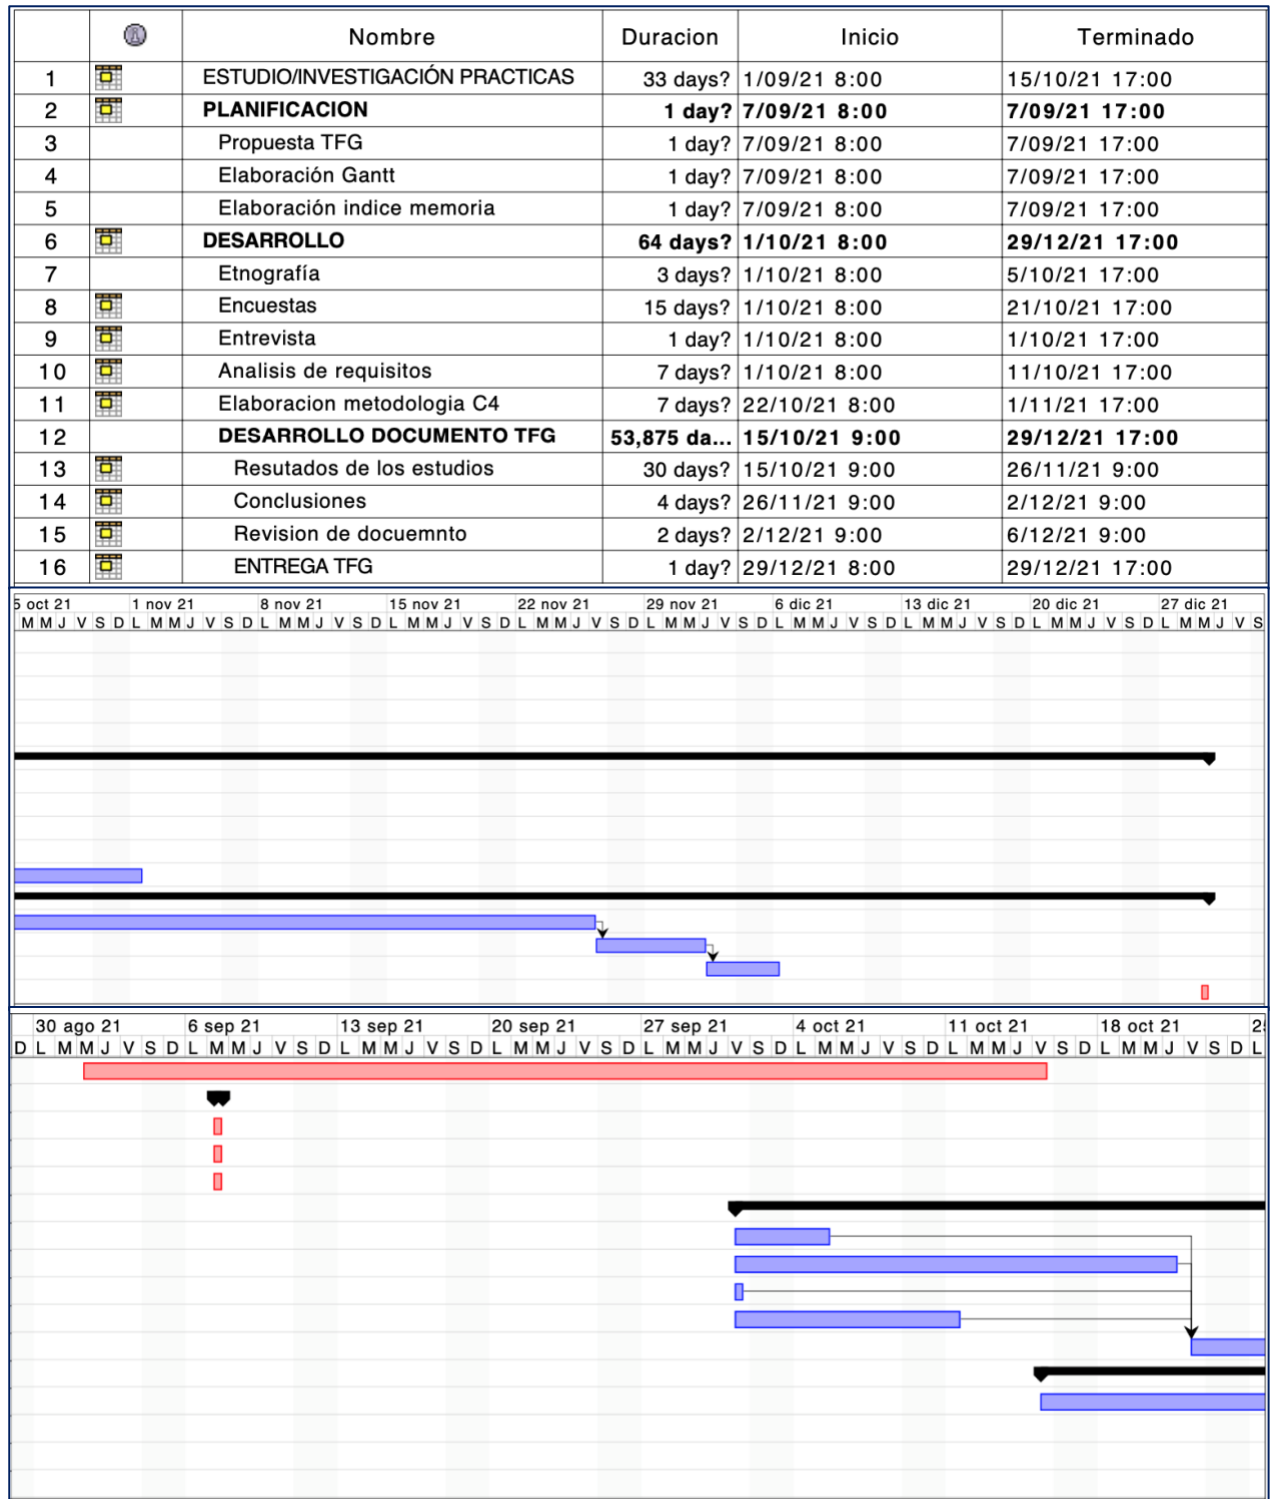 Nombre Duracion Inicio Terminado
1 ESTUDIO/INVESTIGACIÓN PRACTICAS 33 days? 1/09/21 8:00 15/10/21 17:00
2 PLANIFICACION 1 day? 7/09/21 8:00 7/09/21 17:00
3 Propuesta TFG 1 day? 7/09/21 8:00 7/09/21 17:00
4 Elaboración Gantt 1 day? 7/09/21 8:00 7/09/21 17:00
5 Elaboración indice memoria 1 day? 7/09/21 8:00 7/09/21 17:00
6 DESARROLLO 64 days? 1/10/21 8:00 29/12/21 17:00
7 Etnografía 3 days? 1/10/21 8:00 5/10/21 17:00
8 Encuestas 15 days? 1/10/21 8:00 21/10/21 17:00
9 Entrevista 1 day? 1/10/21 8:00 1/10/21 17:00
10 Analisis de requisitos 7 days? 1/10/21 8:00 11/10/21 17:00
11 Elaboracion metodologia C4 7 days? 22/10/21 8:00 1/11/21 17:00
12 DESARROLLO DOCUMENTO TFG 53,875 da... 15/10/21 9:00 29/12/21 17:00
13 Resutados de los estudios 30 days? 15/10/21 9:00 26/11/21 9:00
14 Conclusiones 4 days? 26/11/21 9:00 2/12/21 9:00
15 Revision de docuemnto 2 days? 2/12/21 9:00 6/12/21 9:00
16 ENTREGA TFG 1 day? 29/12/21 8:00 29/12/21 17:00
5 oct 21 1 nov 21 8 nov 21 15 nov 21 22 nov 21 29 nov 21 6 dic 21 13 dic 21 20 dic 21 27 dic 21
M M J V S D L M M J V S D L M M J V S D L M M J V S D L M M J V S D L M M J V S D L M M J V S D L M M J V S D L M M J V S D L M M J V S
30 ago 21 6 sep 21 13 sep 21 20 sep 21 27 sep 21 4 oct 21 11 oct 21 18 oct 21 25
D L M M J V S D L M M J V S D L M M J V S D L M M J V S D L M M J V S D L M M J V S D L M M J V S D L M M J V S D L